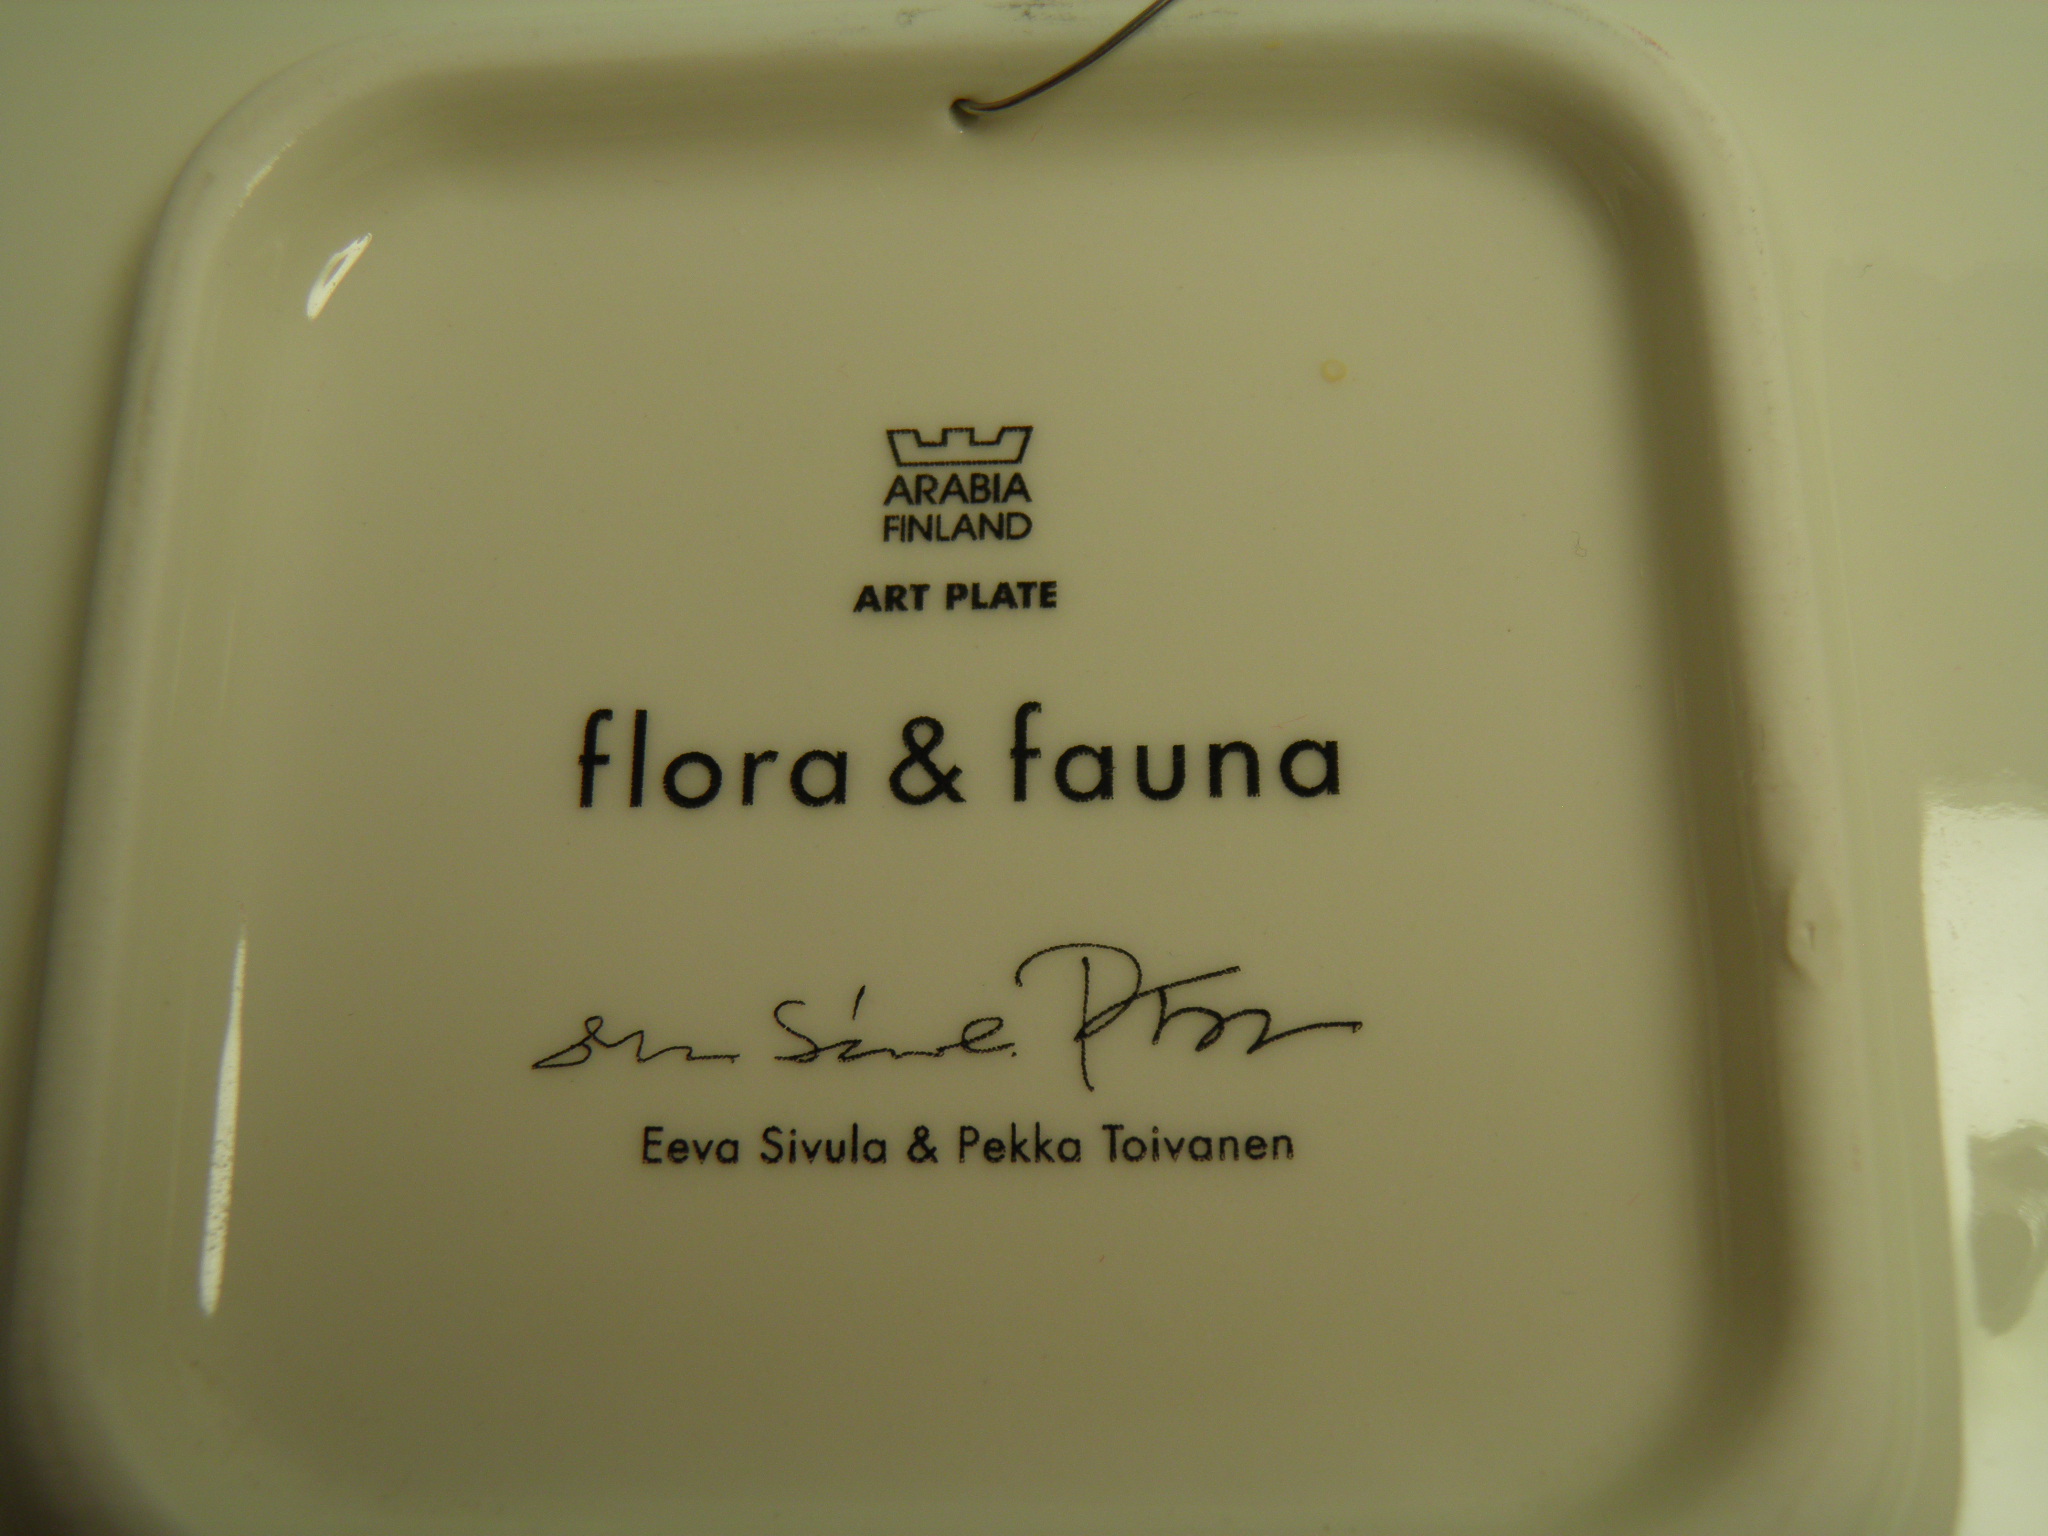 ARABIA
FINLAND
ART PLATE
flora & fauna
Eeva Sivula & Pekka Toivanen